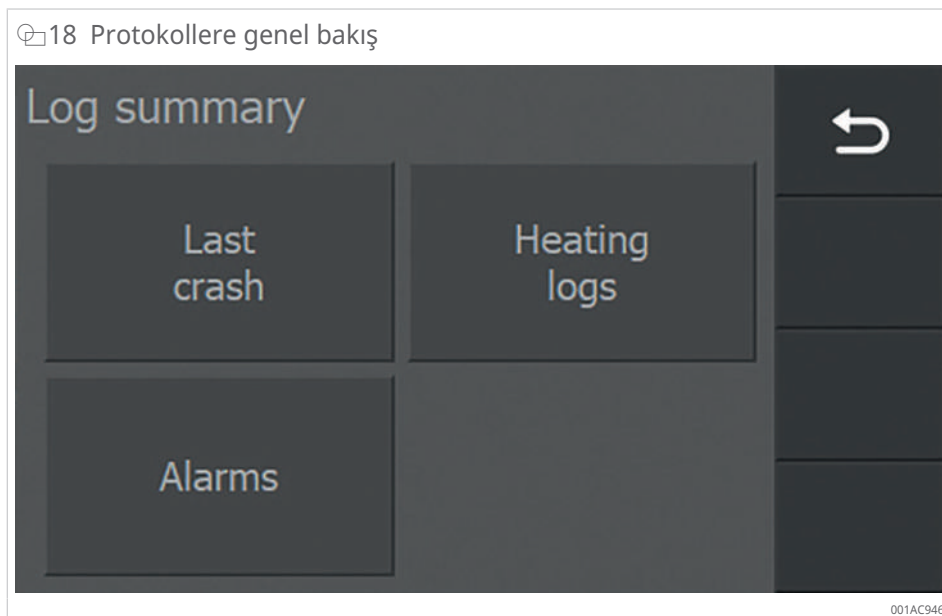 18 Protokollere genel bakış
Log summary
Last
crash
Heating
logs
Alarms
001AC946